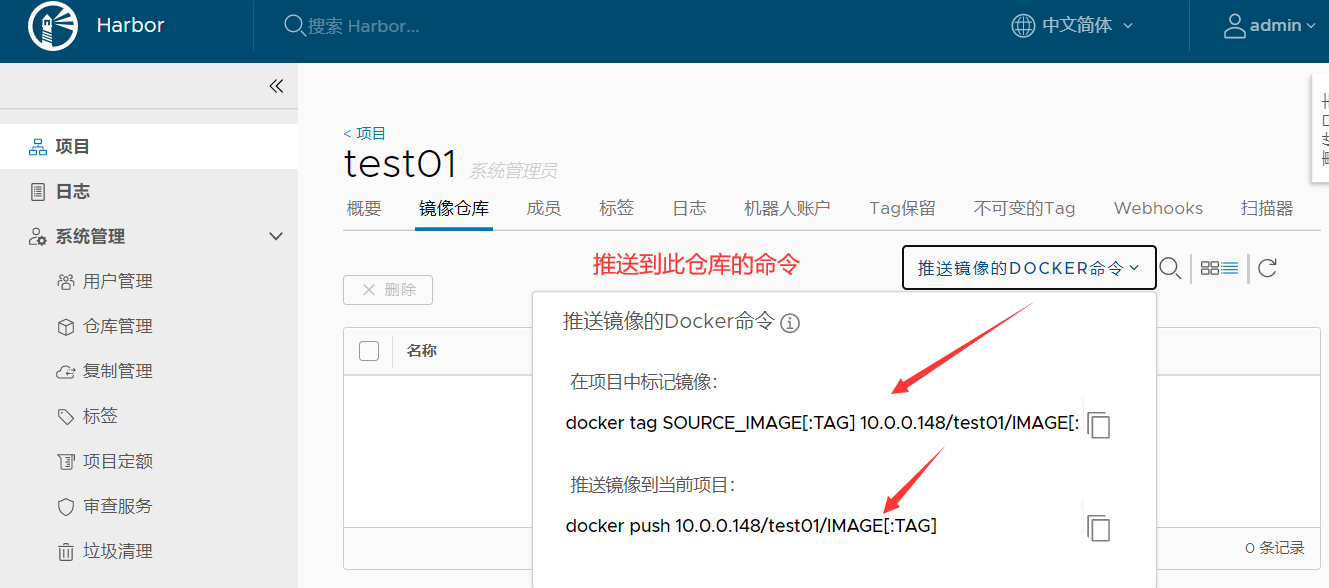 Harbor
搜索 Harbor...
中文简体
admin
项目
日志
系统管理
用户管理
仓库管理
复制管理
标签
项目定额
审查服务
垃圾清理
< 项目
test01 系统管理员
概要 镜像仓库 成员 标签 日志 机器人账户 Tag保留 不可变的Tag Webhooks 扫描器
推送到此仓库的命令
推送镜像的DOCKER命令
删除
名称
推送镜像的Docker命令
在项目中标记镜像：
docker tag SOURCE_IMAGE[:TAG] 10.0.0.148/test01/IMAGE[:
推送镜像到当前项目：
docker push 10.0.0.148/test01/IMAGE[:TAG]
0 条记录